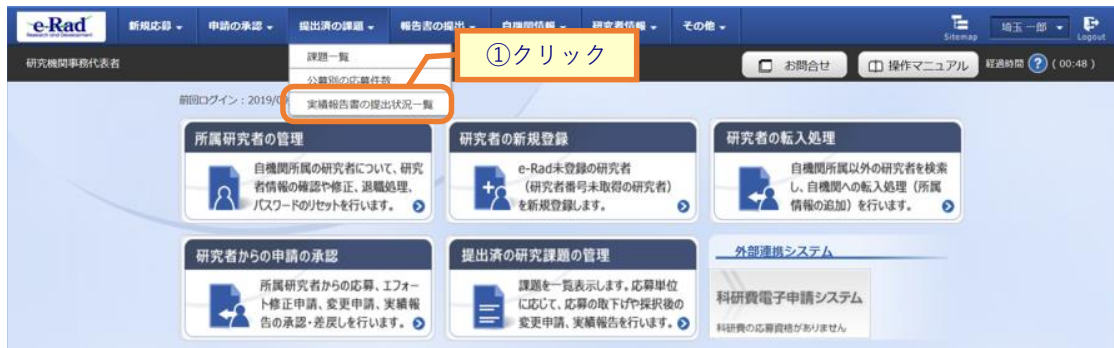 e-Rad
新規応募
申請の承認
提出済の課題
報告書の提出
自機関情報
研究者情報
その他
Sitemap
埼玉 一郎
Logout
研究機関事務代表者
課題一覧
公募別の応募件数
実績報告書の提出状況一覧
①クリック
お問合せ
操作マニュアル
経過時間 ? ( 00:48 )
前回ログイン：2019/0
所属研究者の管理
自機関所属の研究者について、研究
者情報の確認や修正、退職処理、
パスワードのリセットを行います。
研究者の新規登録
e-Rad未登録の研究者
（研究者番号未取得の研究者）
を新規登録します。
研究者の転入処理
自機関所属以外の研究者を検索
し、自機関への転入処理（所属
情報の追加）を行います。
研究者からの申請の承認
所属研究者からの応募、エフォー
ト修正申請、変更申請、実績報
告の承認・差戻しを行います。
提出済の研究課題の管理
課題を一覧表示します。応募単位
に応じて、応募の取下げや採択後の
変更申請、実績報告を行います。
外部連携システム
科研費電子申請システム
科研費の応募資格がありません